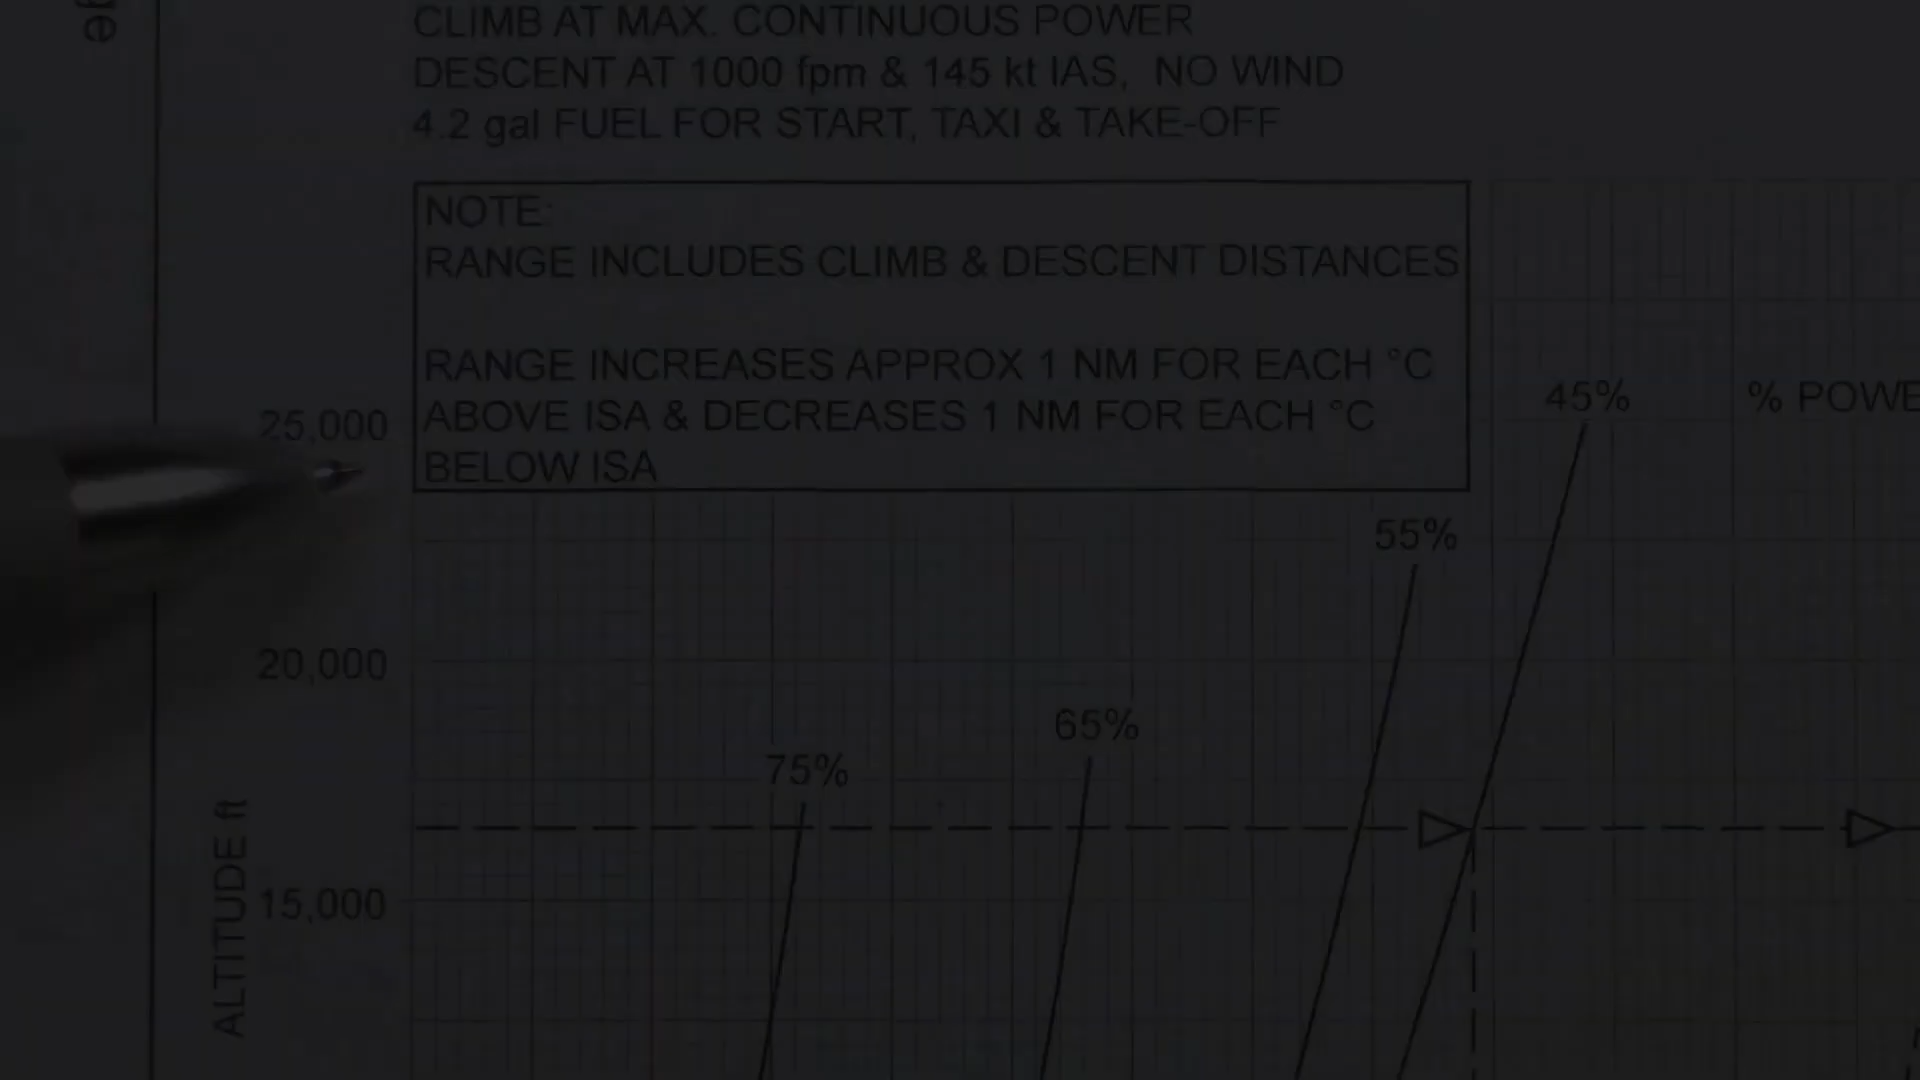 ge
CLIMB AT MAX. CONTINUOUS POWER
DESCENT AT 1000 fpm & 145 kt IAS, NO WIND
4.2 gal FUEL FOR START, TAXI & TAKE-OFF
NOTE:
RANGE INCLUDES CLIMB & DESCENT DISTANCES
RANGE INCREASES APPROX 1 NM FOR EACH °C
ABOVE ISA & DECREASES 1 NM FOR EACH °C
BELOW ISA
45%
% POWE
25,000
55%
20,000
65%
75%
15,000
ALTITUDE ft